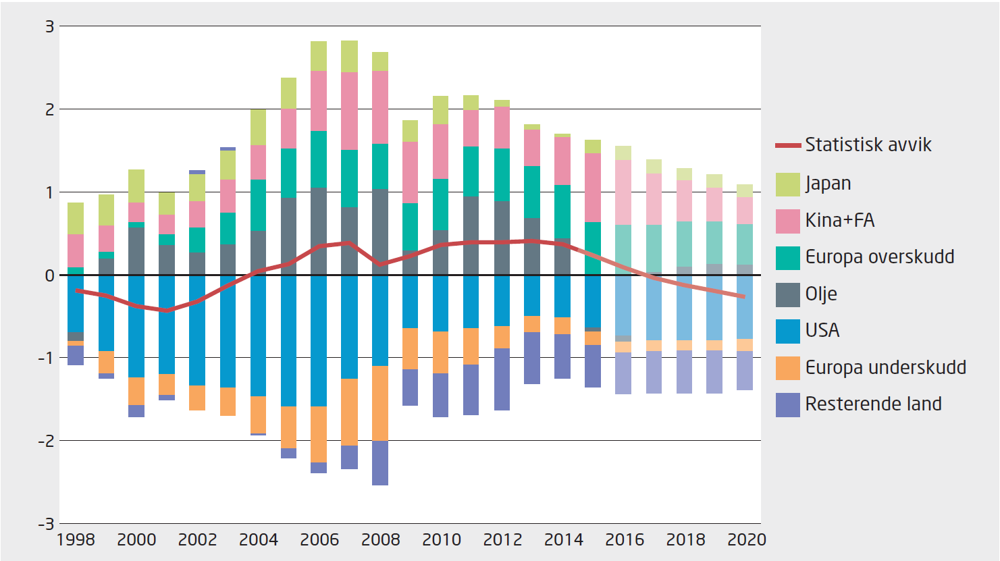 3
2
1
0
-1
-2
-3
1998 2000 2002 2004 2006 2008 2010 2012 2014 2016 2018 2020
Statistisk avvik
Japan
Kina+FA
Europa overskudd
Olje
USA
Europa underskudd
Resterende land